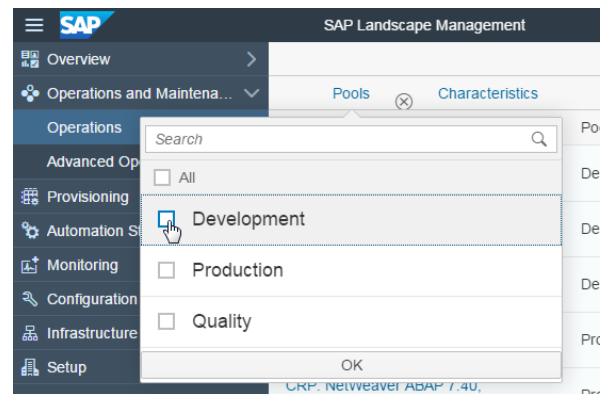 SAP
SAP Landscape Management
Overview
Operations and Maintena...
Pools
Characteristics
Operations
Search
Po
Advanced Op
All
De
Provisioning
Development
Automation S
De
Monitoring
Production
De
Configuration
Quality
Infrastructure
Pro
Setup
OK
CRP: NetWeaver ABAP 7.40,